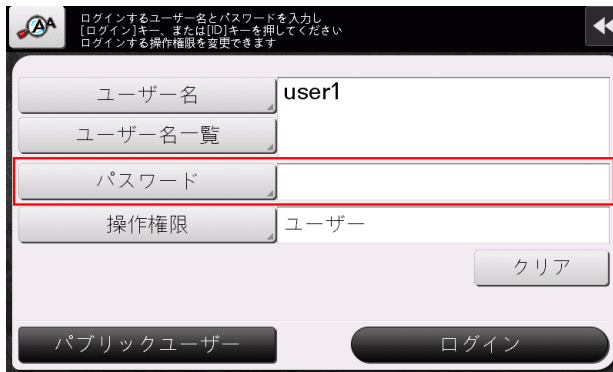 ログインするユーザー名とパスワードを入力し
[ログイン]キー、または[ID]キーを押してください
ログインする操作権限を変更できます
ユーザー名
user1
ユーザー名一覧
パスワード
操作権限
ユーザー
クリア
パブリックユーザー
ログイン